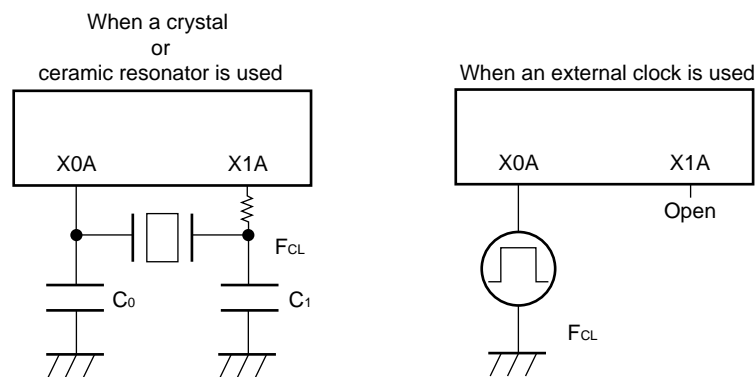 When a crystal
or
ceramic resonator is used
X0A X1A
FCL
C0 C1
When an external clock is used
X0A X1A
Open
FCL